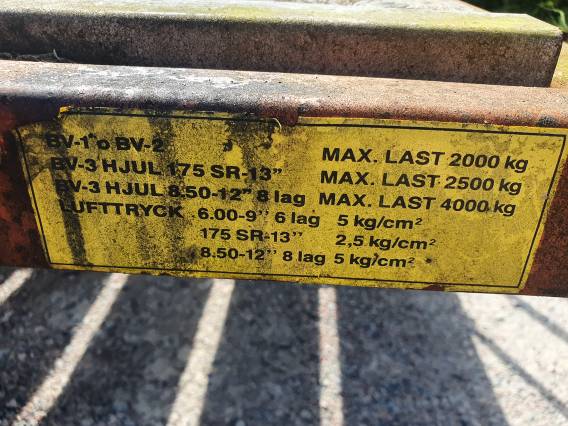 BV-1 o BV-2 MAX. LAST 2000 kg
BV-3 HJUL 175 SR-13" MAX. LAST 2500 kg
BV-3 HJUL 8.50-12" 8 lag MAX. LAST 4000 kg
LUFTTRYCK 6.00-9" 6 lag 5 kg/cm²
175 SR-13" 2,5 kg/cm²
8.50-12" 8 lag 5 kg/cm²